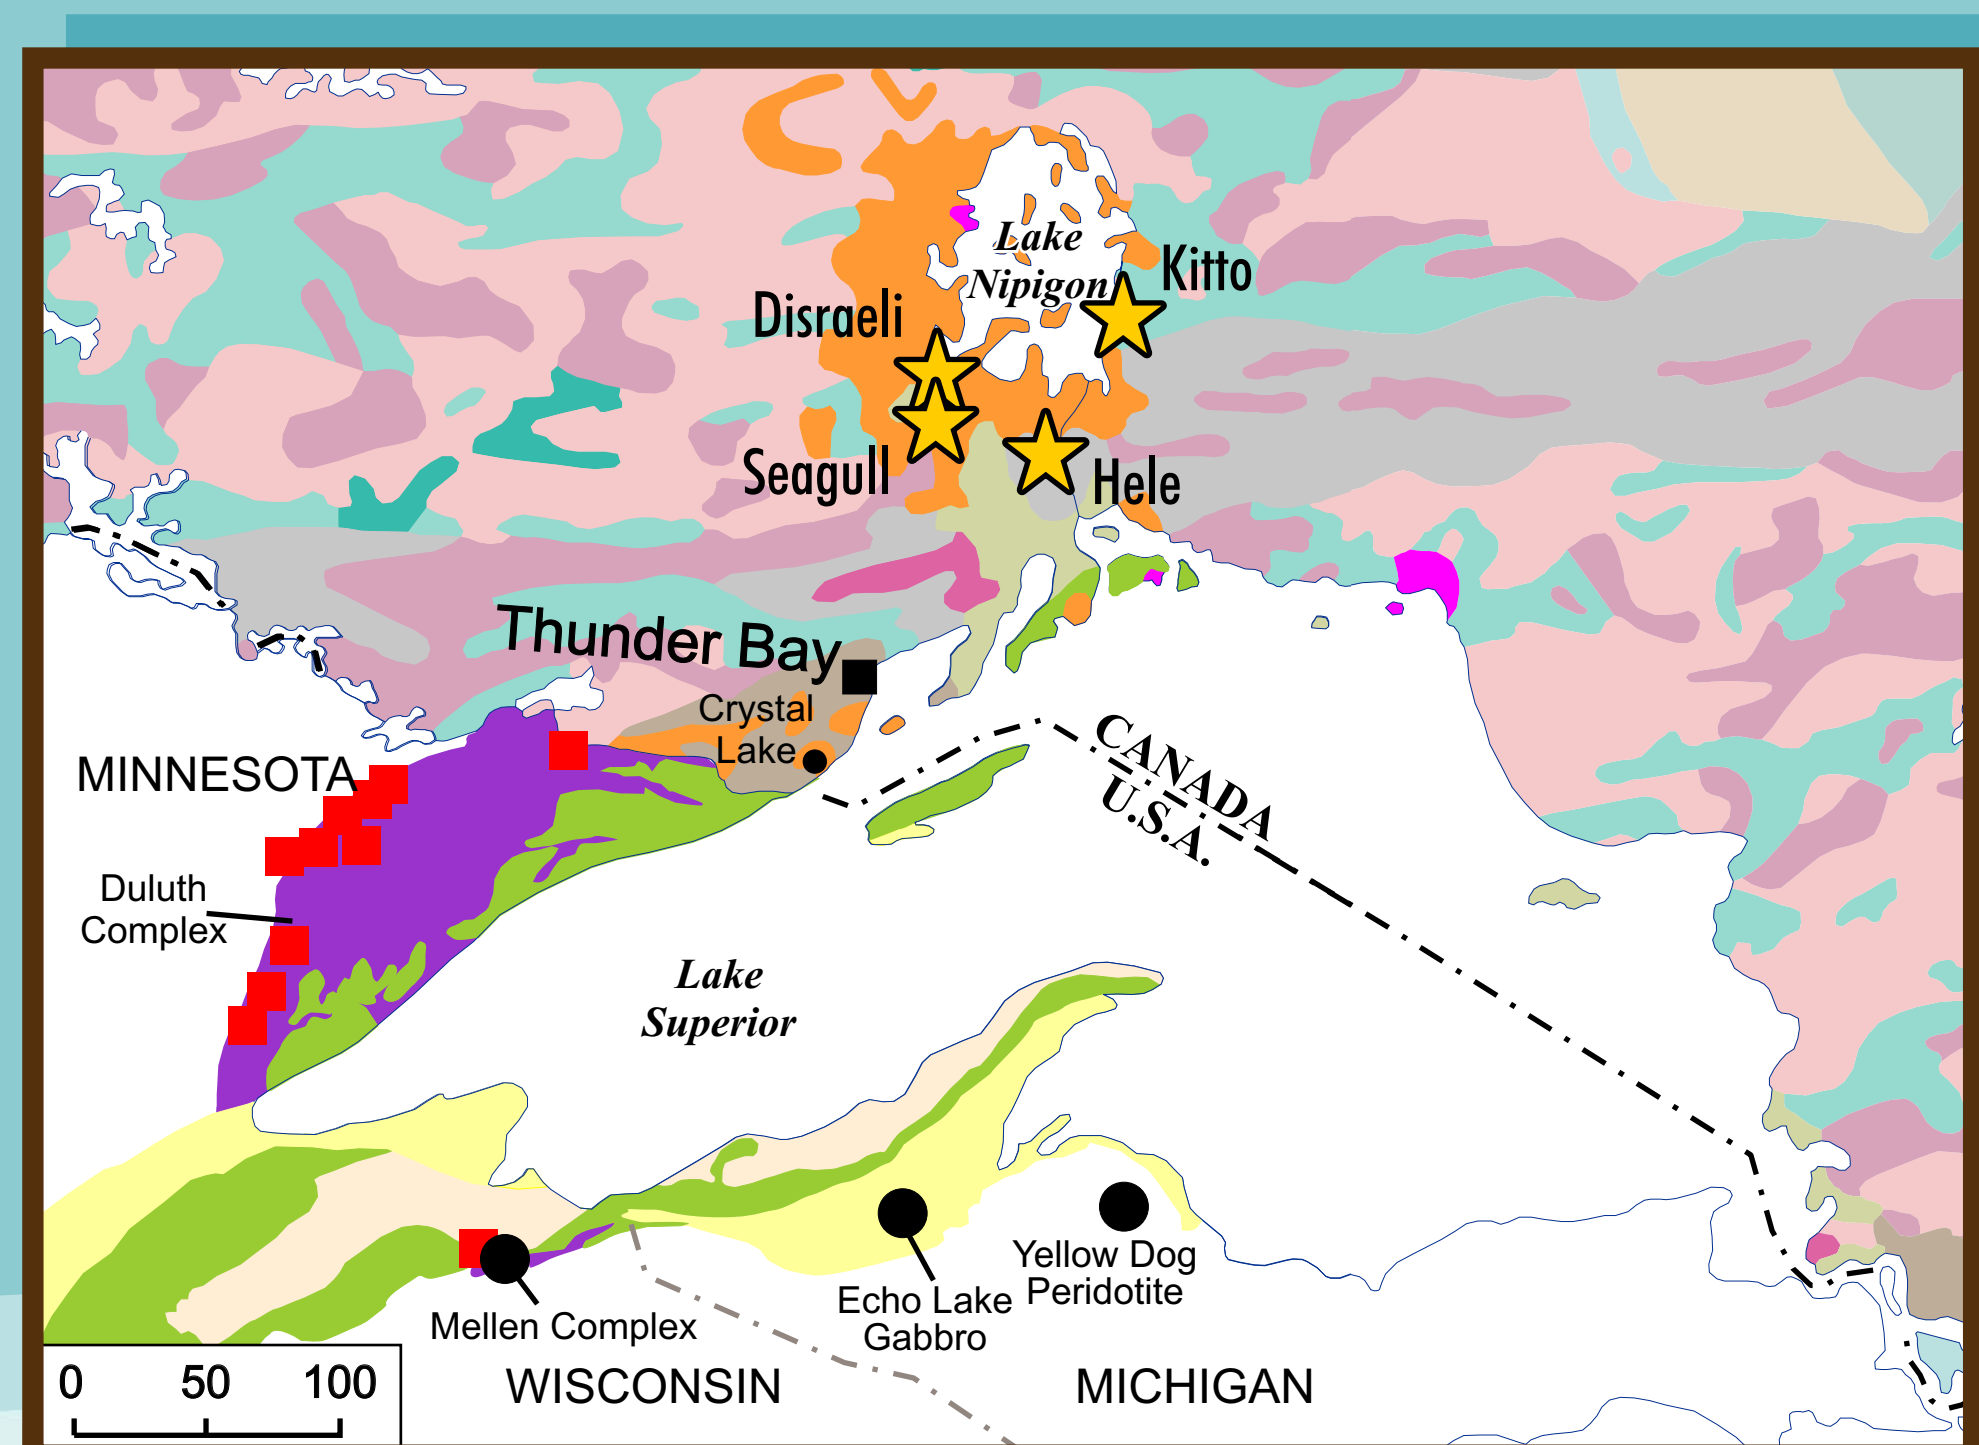 Lake
Nipigon
Kitto
Disraeli
Seagull
Hele
Thunder Bay
Crystal
Lake
MINNESOTA
CANADA
U.S.A.
Duluth
Complex
Lake
Superior
Yellow Dog
Peridotite
Echo Lake
Gabbro
Mellen Complex
WISCONSIN
MICHIGAN
0 50 100